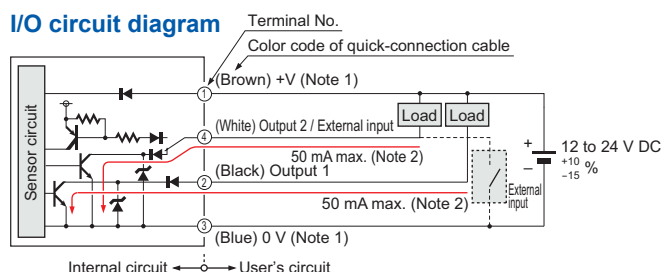 I/O circuit diagram
Terminal No.
Color code of quick-connection cable
Sensor circuit
1
(Brown) +V (Note 1)
Load
Load
4
(White) Output 2 / External input
+
12 to 24 V DC
+10
−15 %
−
50 mA max. (Note 2)
2
(Black) Output 1
External
input
50 mA max. (Note 2)
3
(Blue) 0 V (Note 1)
Internal circuit
User's circuit